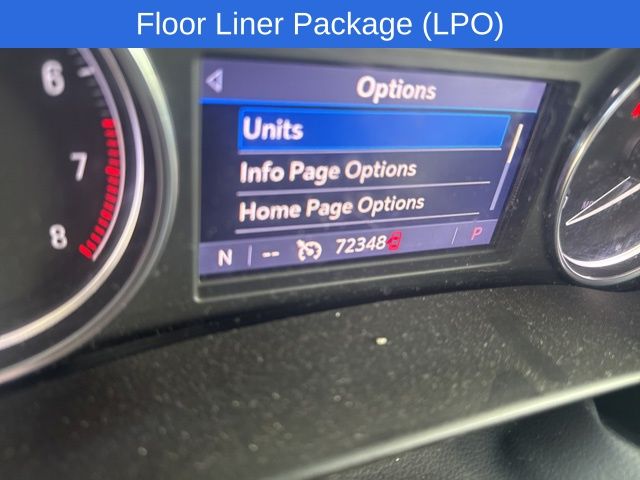 Floor Liner Package (LPO)
Options
Units
Info Page Options
Home Page Options
N -- 72348 P
6
7
8